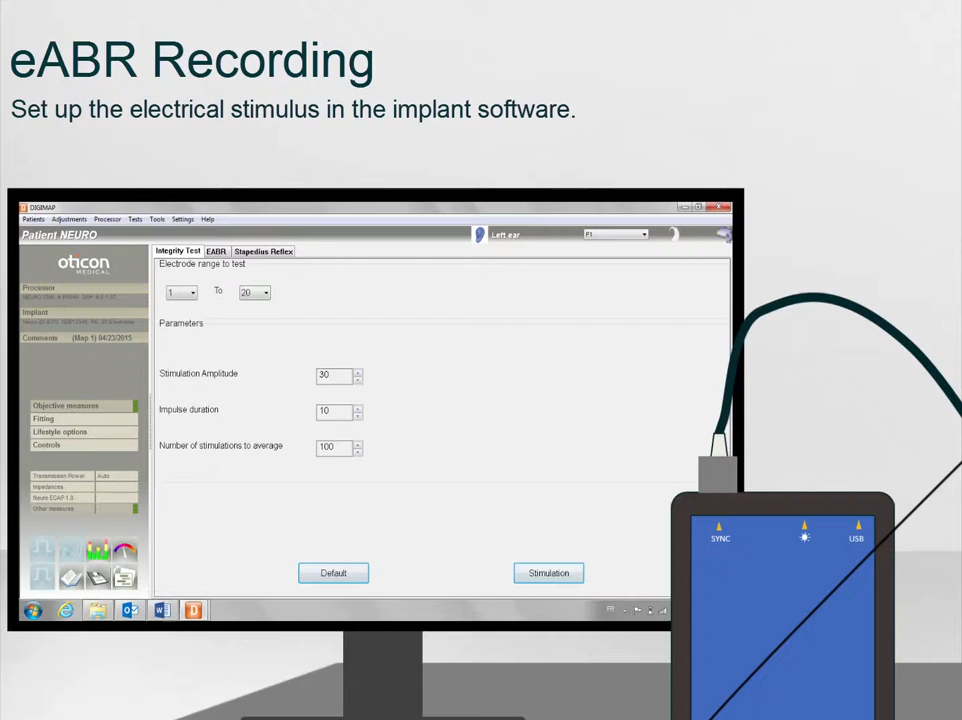 eABR Recording
Set up the electrical stimulus in the implant software.
DIGIMAP
Patients Adjustments Processor Tests Tools Settings Help
Patient NEURO
Left ear
P1
oticon
MEDICAL
Integrity Test EABR Stapedius Reflex
Electrode range to test
1 To 20
Processor
Implant
Parameters
Comments (Map 1) 04/23/2015
Stimulation Amplitude 30
Objective measures
Impulse duration 10
Fitting
Lifestyle options
Controls
Number of stimulations to average 100
Transmission Power Auto
Impedances
Neuro ECAP 1.0
Other measures
Default Stimulation
FR
SYNC USB